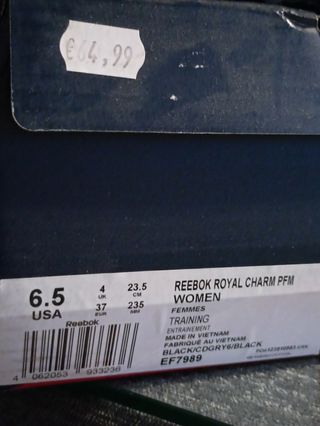 €64,99
6.5 4 23.5
USA UK CM
37 235
EUR MM
Reebok
4 062053 933236
REEBOK ROYAL CHARM PFM
WOMEN
FEMMES
TRAINING
ENTRAINEMENT
MADE IN VIETNAM
FABRIQUÉ AU VIETNAM
BLACK/CDGRY6/BLACK
EF7989